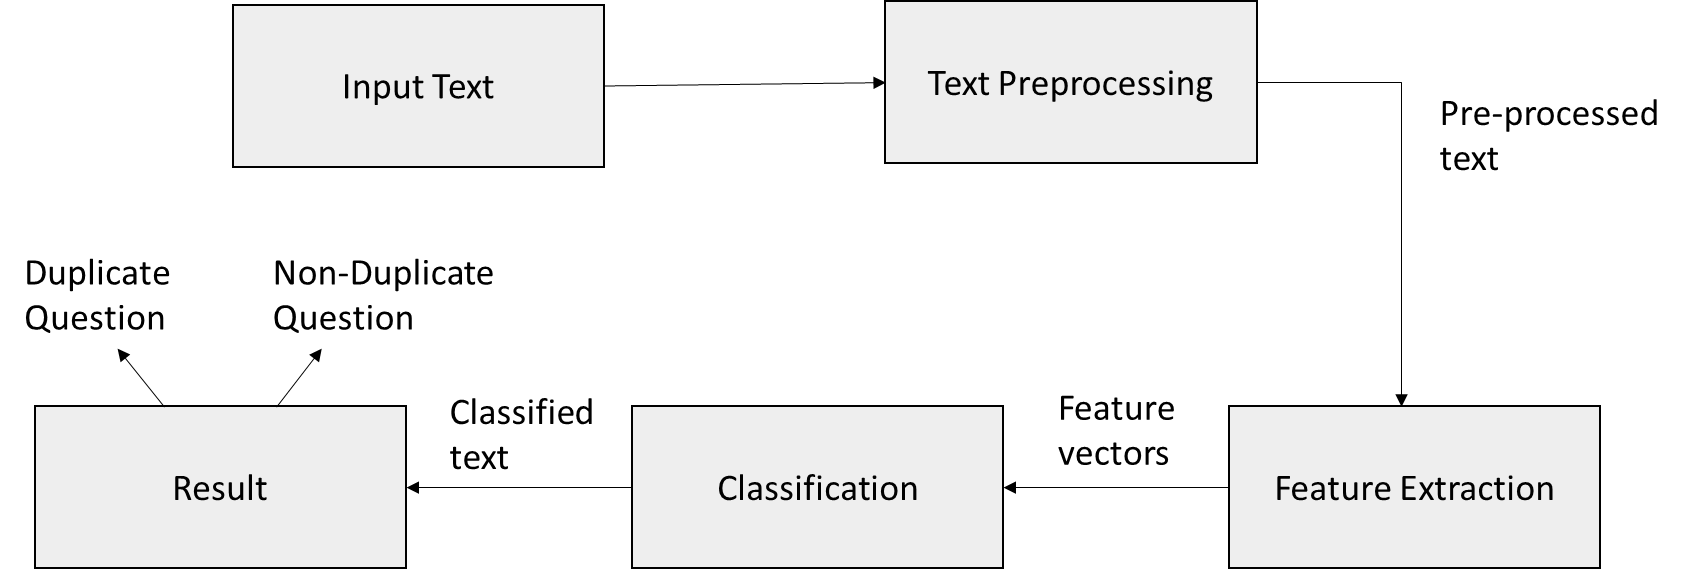 Input Text
Text Preprocessing
Pre-processed
text
Duplicate
Question
Non-Duplicate
Question
Classified
text
Feature
vectors
Result
Classification
Feature Extraction